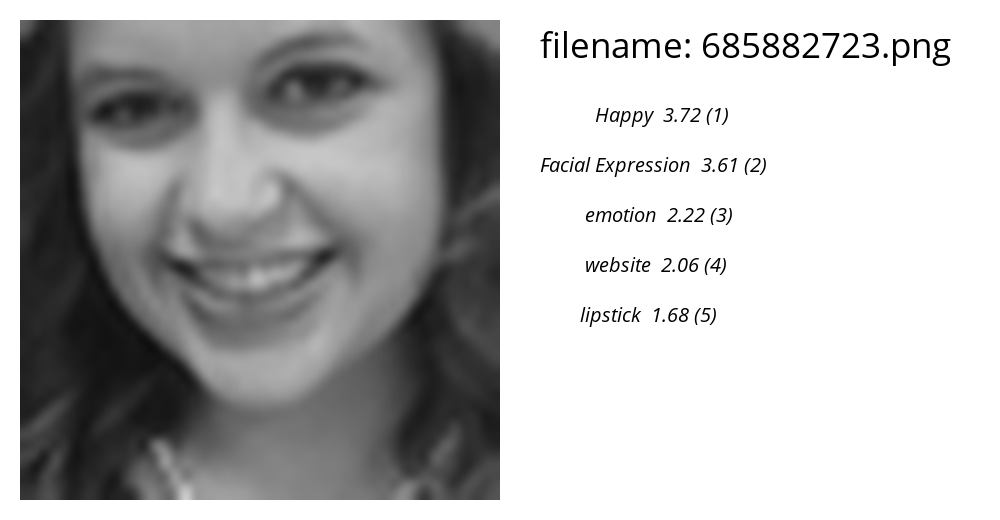 filename: 685882723.png
Happy 3.72 (1)
Facial Expression 3.61 (2)
emotion 2.22 (3)
website 2.06 (4)
lipstick 1.68 (5)